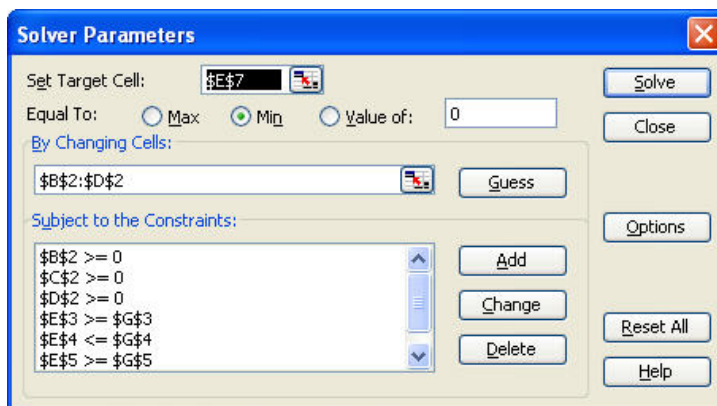 Solver Parameters
Set Target Cell: $E$7 Solve
Equal To: Max Min Value of: 0 Close
By Changing Cells:
$B$2:$D$2 Guess
Subject to the Constraints: Options
$B$2 >= 0 Add
$C$2 >= 0
$D$2 >= 0 Change
$E$3 >= $G$3 Reset All
$E$4 <= $G$4 Delete
$E$5 >= $G$5 Help